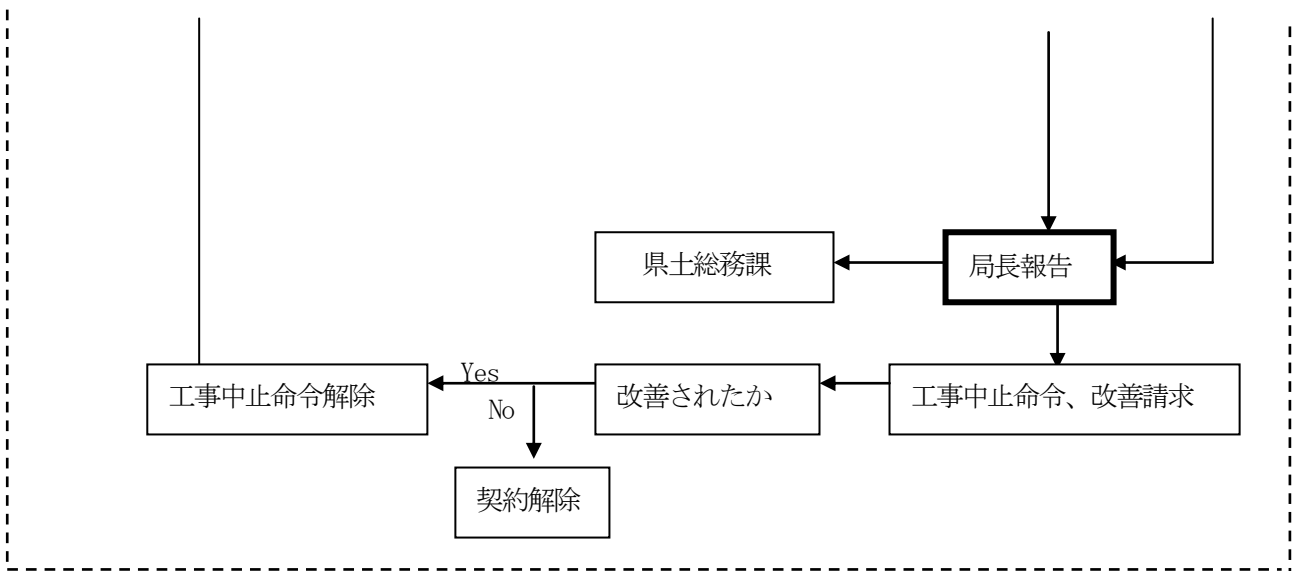 県土総務課
局長報告
工事中止命令解除
Yes
No
改善されたか
工事中止命令、改善請求
契約解除